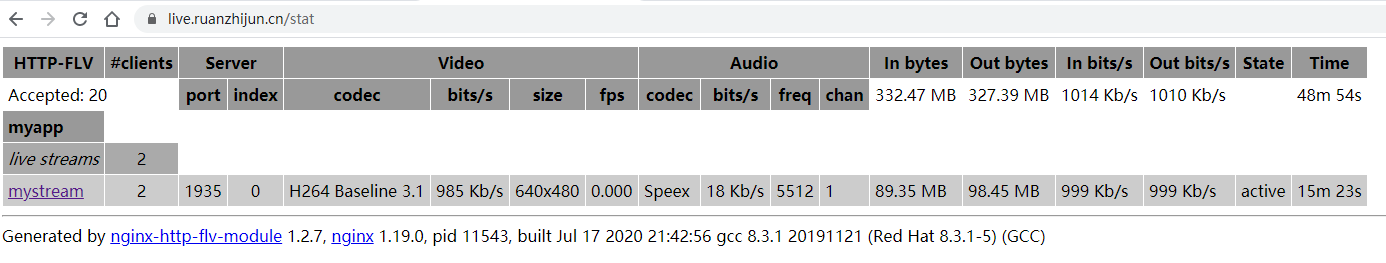 live.ruanzhijun.cn/stat
HTTP-FLV #clients Server Video Audio In bytes Out bytes In bits/s Out bits/s State Time
Accepted: 20 port index codec bits/s size fps codec bits/s freq chan 332.47 MB 327.39 MB 1014 Kb/s 1010 Kb/s 48m 54s
myapp
live streams 2
mystream 2 1935 0 H264 Baseline 3.1 985 Kb/s 640x480 0.000 Speex 18 Kb/s 5512 1 89.35 MB 98.45 MB 999 Kb/s 999 Kb/s active 15m 23s
Generated by nginx-http-flv-module 1.2.7, nginx 1.19.0, pid 11543, built Jul 17 2020 21:42:56 gcc 8.3.1 20191121 (Red Hat 8.3.1-5) (GCC)